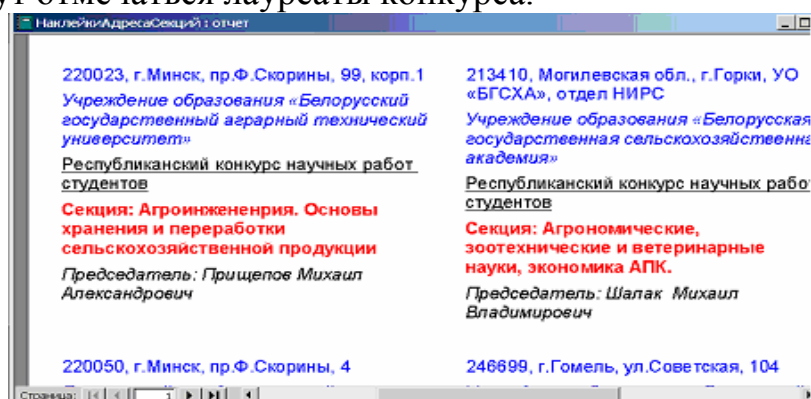 отмечаться лауреаты конкурса.
НаклейкиАдресаСекций : отчет
220023, г.Минск, пр.Ф.Скорины, 99, корп.1
Учреждение образования «Белорусский
государственный аграрный технический
университет»
Республиканский конкурс научных работ
студентов
Секция: Агроинжененрия. Основы
хранения и переработки
сельскохозяйственной продукции
Председатель: Прищепов Михаил
Александрович
220050, г.Минск, пр.Ф.Скорины, 4
213410, Могилевская обл., г.Горки, УО
«БГСХА», отдел НИРС
Учреждение образования «Белорусская
государственная сельскохозяйственна
академия»
Республиканский конкурс научных рабо
студентов
Секция: Агрономические,
зоотехнические и ветеринарные
науки, экономика АПК.
Председатель: Шалак Михаил
Владимирович
246699, г.Гомель, ул.Советская, 104
Страница: 1